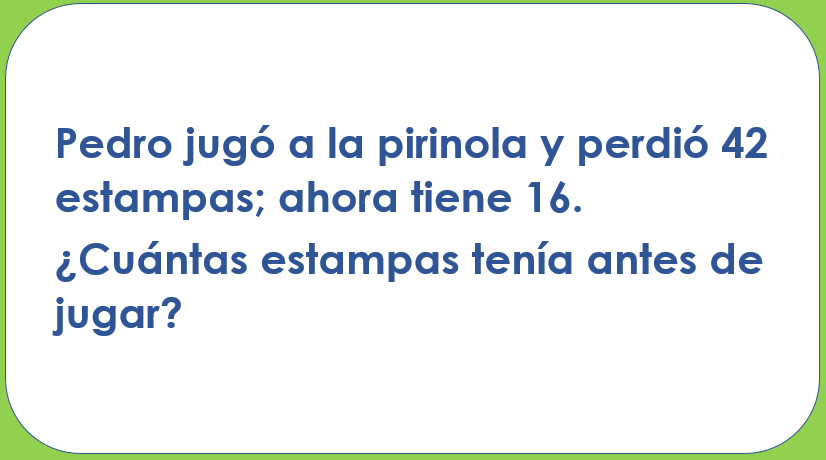 Pedro jugó a la pirinola y perdió 42
estampas; ahora tiene 16.
¿Cuántas estampas tenía antes de
jugar?